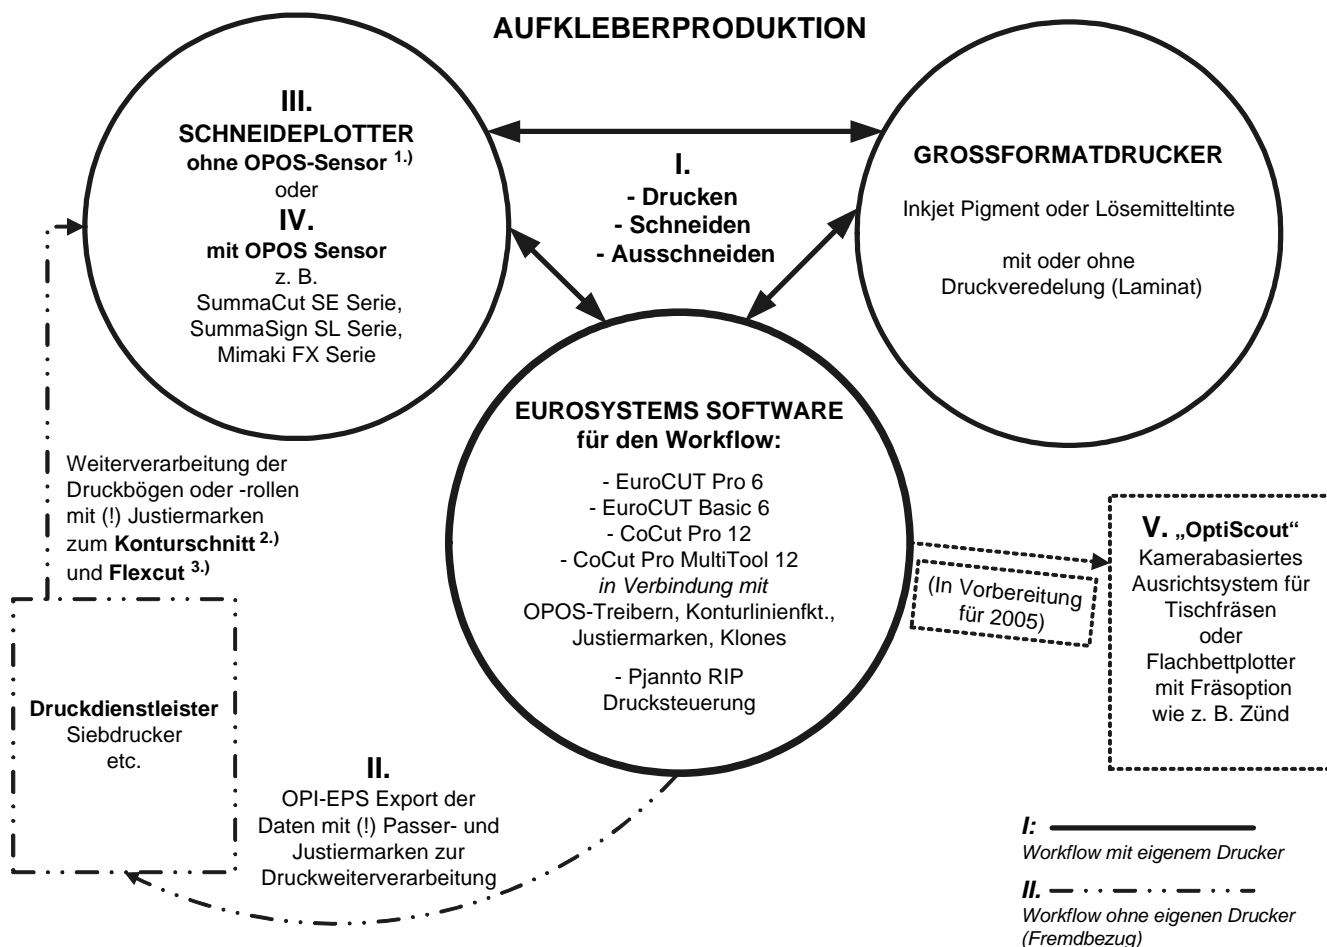 AUFKLEBERPRODUKTION
III.
SCHNEIDEPLOTTER
ohne OPOS-Sensor 1.)
oder
IV.
mit OPOS Sensor
z. B.
SummaCut SE Serie,
SummaSign SL Serie,
Mimaki FX Serie
I.
- Drucken
- Schneiden
- Ausschneiden
GROSSFORMATDRUCKER
Inkjet Pigment oder Lösemitteltinte
mit oder ohne
Druckveredelung (Laminat)
EUROSYSTEMS SOFTWARE
für den Workflow:
- EuroCUT Pro 6
- EuroCUT Basic 6
- CoCut Pro 12
- CoCut Pro MultiTool 12
in Verbindung mit
OPOS-Treibern, Konturlinienfkt.,
Justiermarken, Klones
- Pjannto RIP
Drucksteuerung
Weiterverarbeitung der
Druckbögen oder -rollen
mit (!) Justiermarken
zum Konturschnitt 2.)
und Flexcut 3.)
Druckdienstleister
Siebdrucker
etc.
II.
OPI-EPS Export der
Daten mit (!) Passer- und
Justiermarken zur
Druckweiterverarbeitung
(In Vorbereitung
für 2005)
V. „OptiScout“
Kamerabasiertes
Ausrichtsystem für
Tischfräsen
oder
Flachbettplotter
mit Fräsoption
wie z. B. Zünd
I:
Workflow mit eigenem Drucker
II.
Workflow ohne eigenen Drucker
(Fremdbezug)